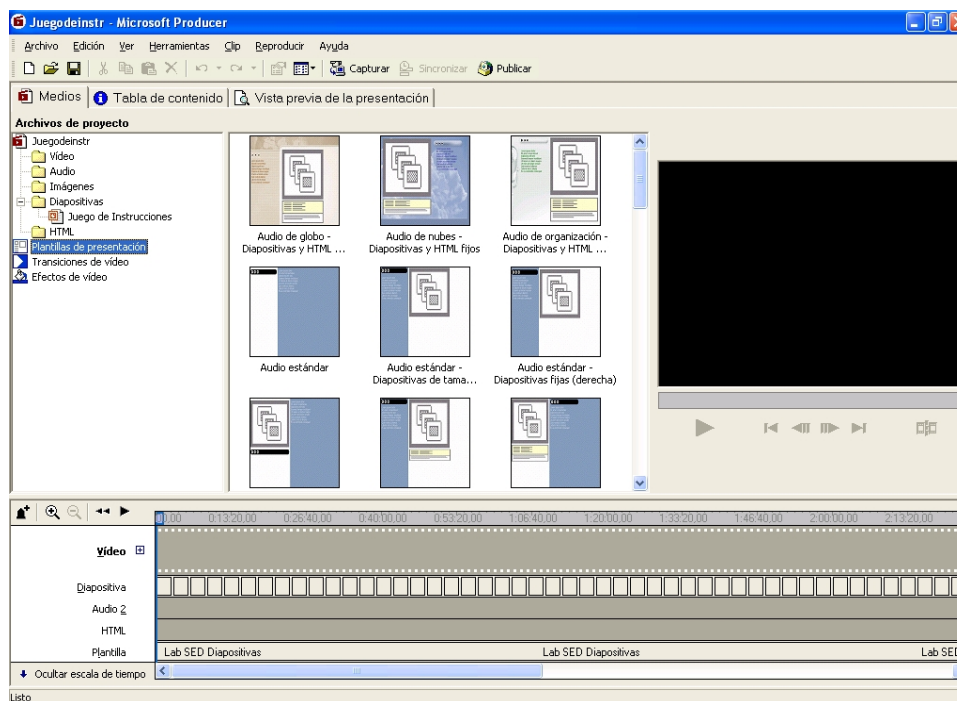 Juegodeinstr - Microsoft Producer
Archivo Edición Ver Herramientas Clip Reproducir Ayuda
Capturar Sincronizar Publicar
Medios Tabla de contenido Vista previa de la presentación
Archivos de proyecto
Juegodeinstr
Vídeo
Audio
Imágenes
Diapositivas
Juego de Instrucciones
HTML
Plantillas de presentación
Transiciones de vídeo
Efectos de vídeo
Audio de globo -
Diapositivas y HTML ...
Audio de nubes -
Diapositivas y HTML fijos
Audio de organización -
Diapositivas y HTML ...
Audio estándar
Audio estándar -
Diapositivas de tama...
Audio estándar -
Diapositivas fijas (derecha)
0:13:20,00 0:26:40,00 0:40:00,00 0:53:20,00 1:06:40,00 1:20:00,00 1:33:20,00 1:46:40,00 2:00:00,00 2:13:20,00
Vídeo
Diapositiva
Audio 2
HTML
Plantilla Lab SED Diapositivas Lab SED Diapositivas Lab SED
Ocultar escala de tiempo
Listo